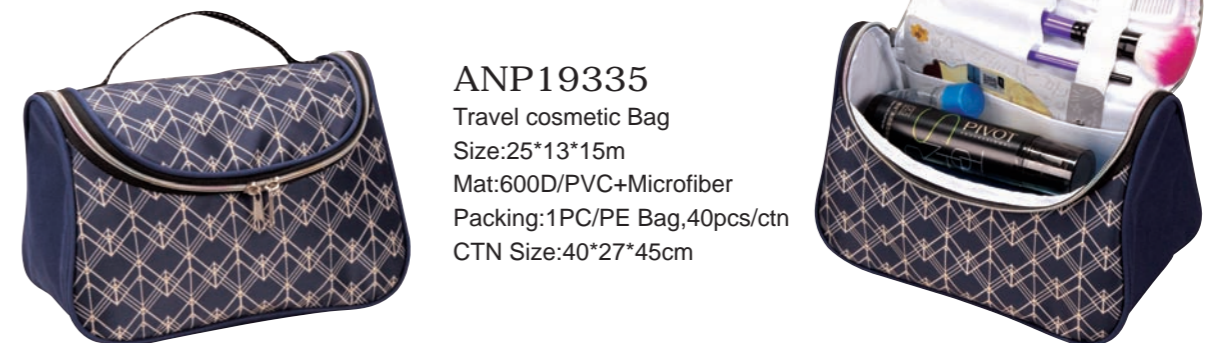 ANP19335
Travel cosmetic Bag
Size:25*13*15m
Mat:600D/PVC+Microfiber
Packing:1PC/PE Bag,40pcs/ctn
CTN Size:40*27*45cm
PIVOT